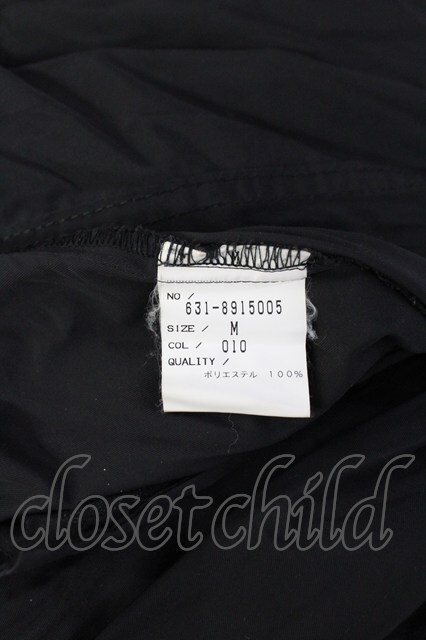 NO / 631-8915005
SIZE / M
COL / 010
QUALITY /
ポリエステル 100%
closetchild